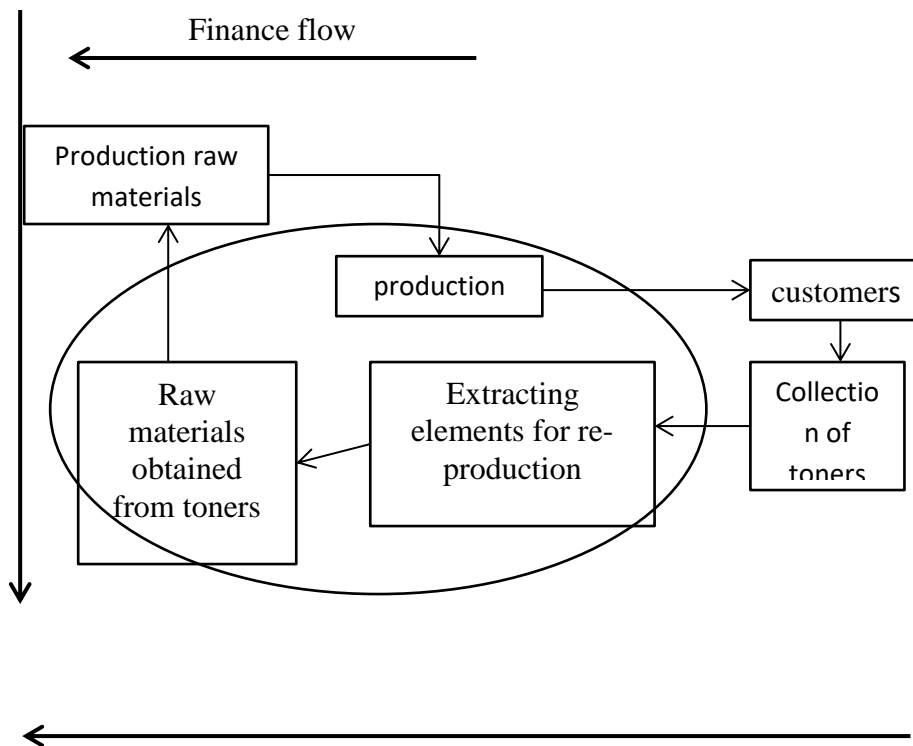 Finance flow
Production raw
materials
production
customers
Raw
materials
obtained
from toners
Extracting
elements for re-
production
Collectio
n of
toners